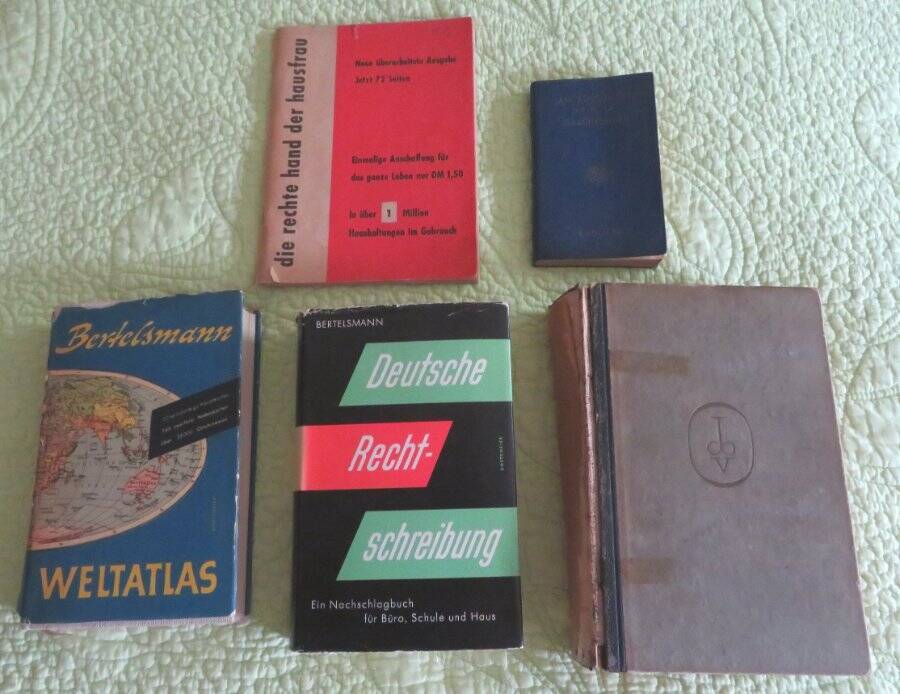 die rechte hand der hausfrau
Neue überarbeitete Ausgabe
Jetzt 72 Seiten
Einmalige Anschaffung für
das ganze Leben nur DM 1,50
In über 1 Million
Haushaltungen im Gebrauch
Bertelsmann
WELTATLAS
BERTELSMANN
Deutsche
Recht-
schreibung
Ein Nachschlagbuch
für Büro, Schule und Haus